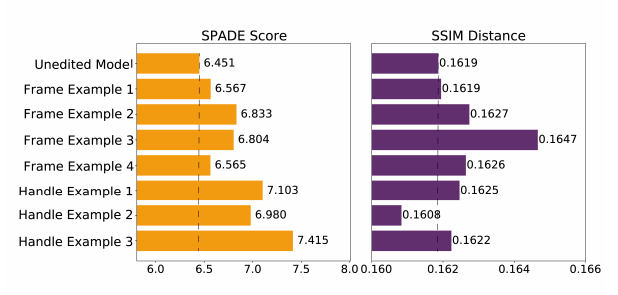 SPADE Score SSIM Distance
Unedited Model 6.451 0.1619
Frame Example 1 6.567 0.1619
Frame Example 2 6.833 0.1627
Frame Example 3 6.804 0.1647
Frame Example 4 6.565 0.1626
Handle Example 1 7.103 0.1625
Handle Example 2 6.980 0.1608
Handle Example 3 7.415 0.1622
6.0 6.5 7.0 7.5 8.0 0.160 0.162 0.164 0.166